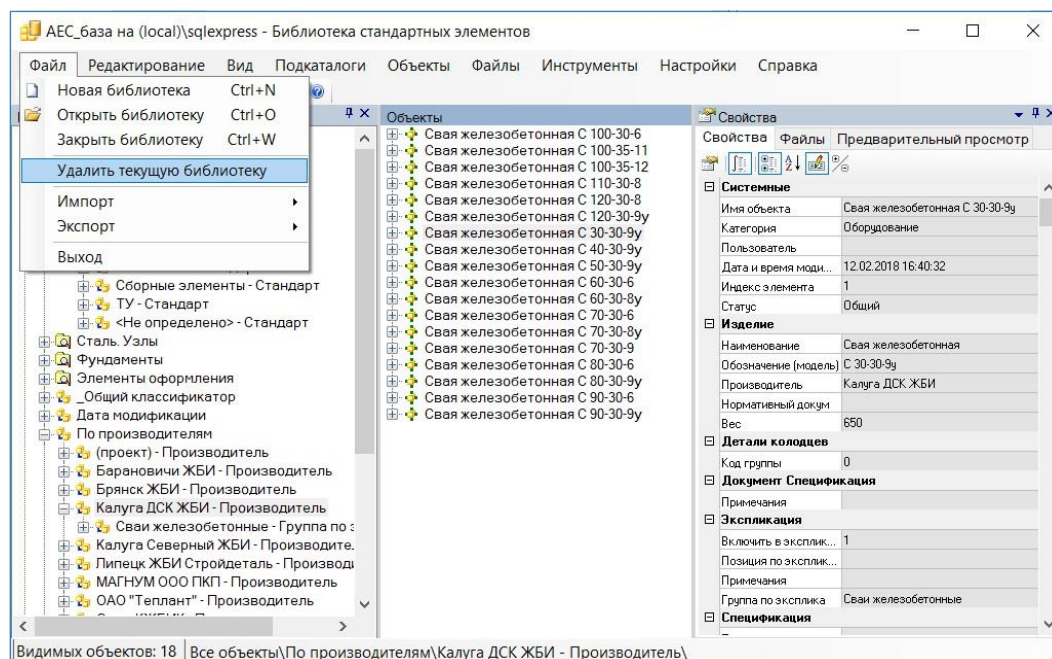 АЕС_база на (local)\sqlexpress - Библиотека стандартных элементов
Файл Редактирование Вид Подкаталоги Объекты Файлы Инструменты Настройки Справка
Новая библиотека Ctrl+N
Открыть библиотеку Ctrl+O
Закрыть библиотеку Ctrl+W
Удалить текущую библиотеку
Импорт
Экспорт
Выход
Сборные элементы - Стандарт
ТУ - Стандарт
<Не определено> - Стандарт
Сталь. Узлы
Фундаменты
Элементы оформления
_Общий классификатор
Дата модификации
По производителям
(проект) - Производитель
Барановичи ЖБИ - Производитель
Брянск ЖБИ - Производитель
Калуга ДСК ЖБИ - Производитель
Сваи железобетонные - Группа по з
Калуга Северный ЖБИ - Производите.
Липецк ЖБИ Стройдеталь - Производи
МАГНУМ ООО ПКП - Производитель
ОАО "Теплант" - Производитель
Объекты
Свая железобетонная С 100-30-6
Свая железобетонная С 100-35-11
Свая железобетонная С 100-35-12
Свая железобетонная С 110-30-8
Свая железобетонная С 120-30-8
Свая железобетонная С 120-30-9у
Свая железобетонная С 30-30-9у
Свая железобетонная С 40-30-9у
Свая железобетонная С 50-30-9у
Свая железобетонная С 60-30-6
Свая железобетонная С 60-30-8у
Свая железобетонная С 70-30-6
Свая железобетонная С 70-30-8у
Свая железобетонная С 70-30-9
Свая железобетонная С 80-30-6
Свая железобетонная С 80-30-9у
Свая железобетонная С 90-30-6
Свая железобетонная С 90-30-9у
Свойства
Свойства Файлы Предварительный просмотр
Системные
Имя объекта Свая железобетонная С 30-30-9у
Категория Оборудование
Пользователь
Дата и время моди... 12.02.2018 16:40:32
Индекс элемента 1
Статус Общий
Изделие
Наименование Свая железобетонная
Обозначение (модель) С 30-30-9у
Производитель Калуга ДСК ЖБИ
Нормативный докум
Вес 650
Детали колодцев
Код группы 0
Документ Спецификация
Примечания
Экспликация
Включить в эксплик... 1
Позиция по эксплик...
Примечания
Группа по эксплика Сваи железобетонные
Спецификация
Видимых объектов: 18 Все объекты\По производителям\Калуга ДСК ЖБИ - Производитель\